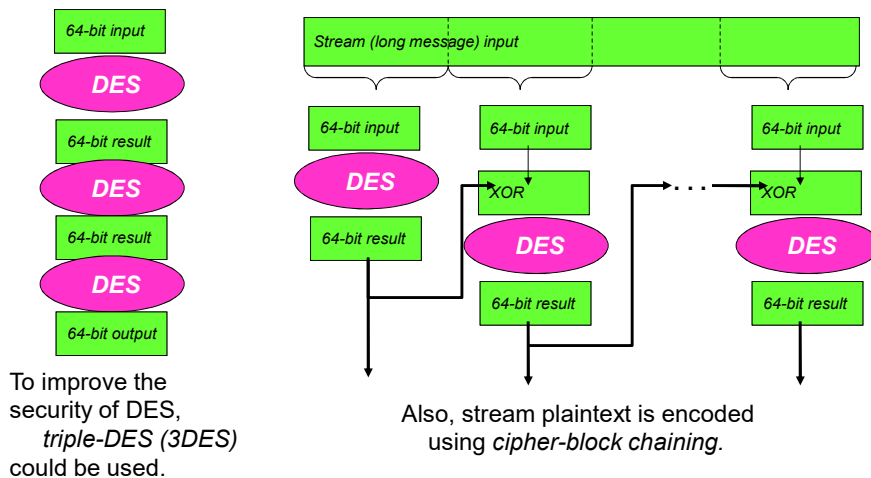 64-bit input
DES
64-bit result
DES
64-bit result
DES
64-bit output
To improve the
security of DES,
triple-DES (3DES)
could be used.
Stream (long message) input
64-bit input
64-bit input
64-bit input
DES
XOR
. . .
XOR
64-bit result
DES
DES
64-bit result
64-bit result
Also, stream plaintext is encoded
using cipher-block chaining.